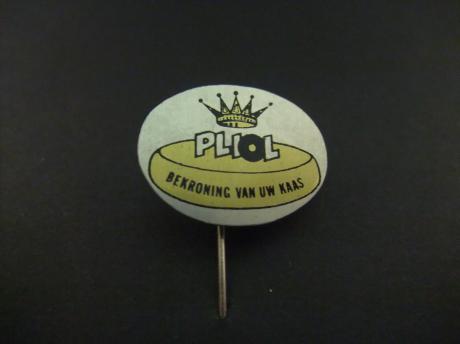 PLIOL
BEKRONING VAN UW KAAS